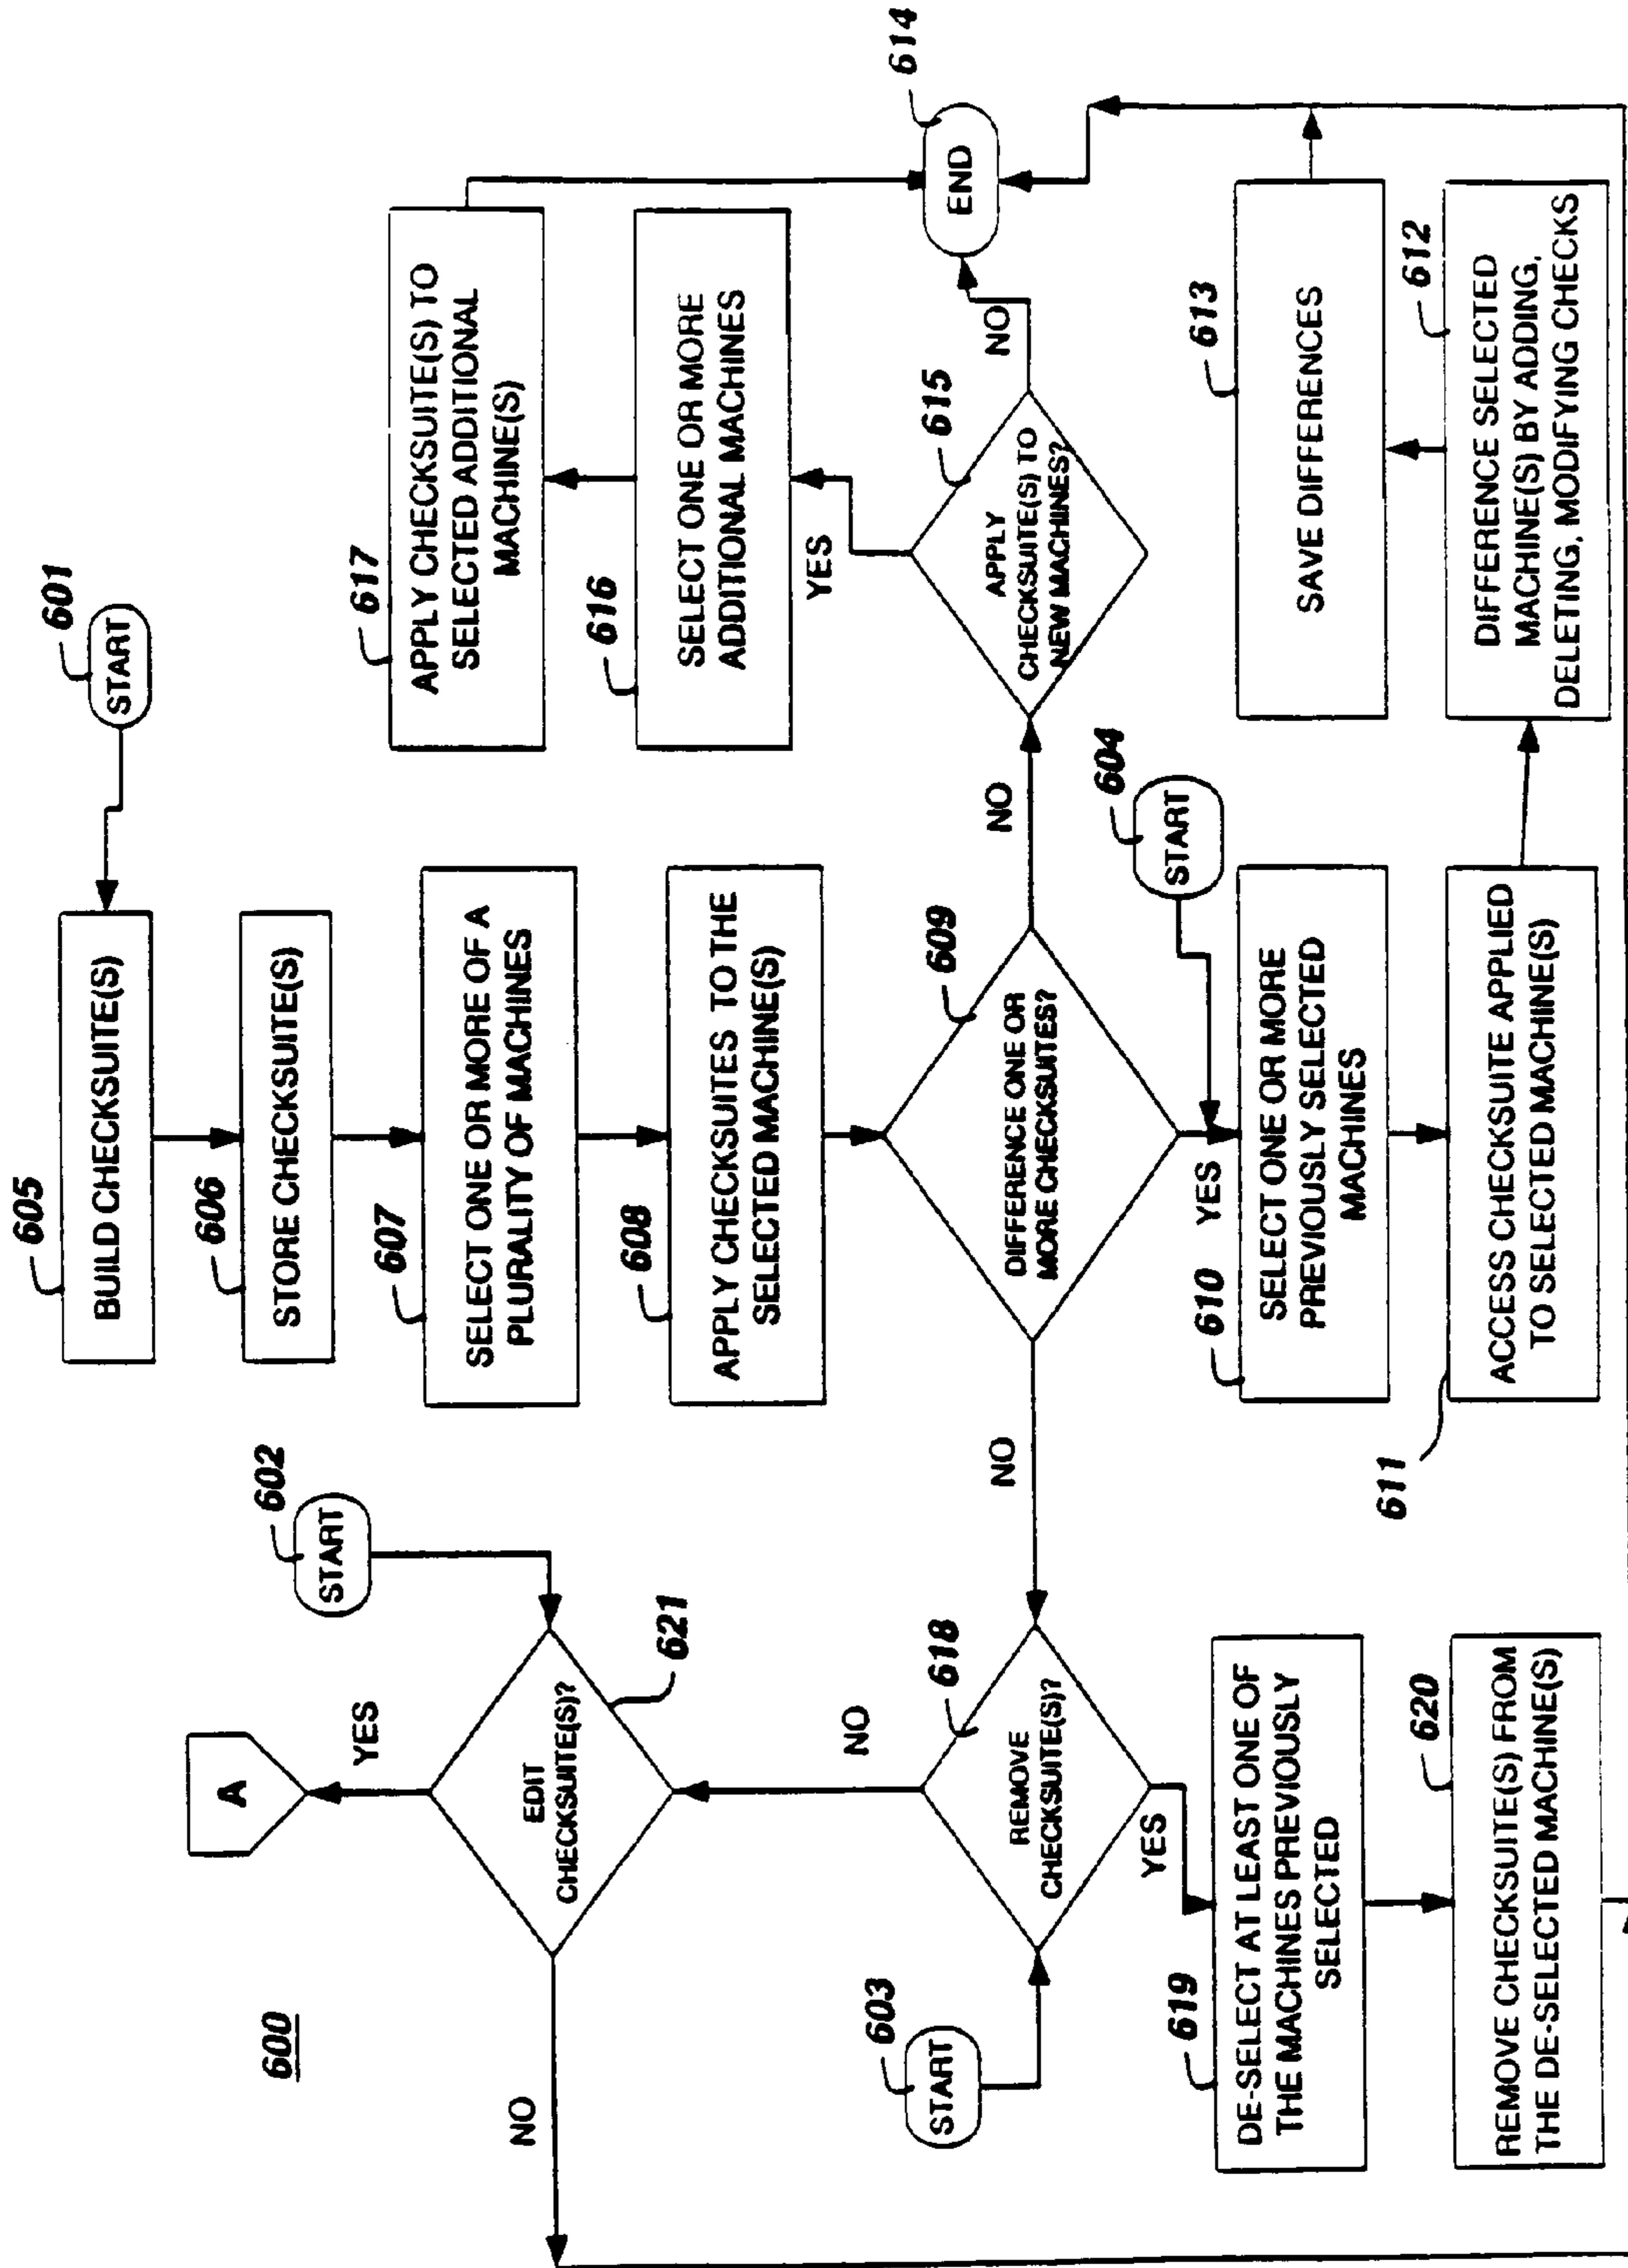 600
601
START
605
BUILD CHECKSUITE(S)
606
STORE CHECKSUITE(S)
607
SELECT ONE OR MORE OF A
PLURALITY OF MACHINES
608
APPLY CHECKSUITES TO THE
SELECTED MACHINE(S)
609
DIFFERENCE ONE OR
MORE CHECKSUITES?
NO
NO
YES
604
START
610
SELECT ONE OR MORE
PREVIOUSLY SELECTED
MACHINES
611
ACCESS CHECKSUITE APPLIED
TO SELECTED MACHINE(S)
612
DIFFERENCE SELECTED
MACHINE(S) BY ADDING,
DELETING, MODIFYING CHECKS
613
SAVE DIFFERENCES
614
END
615
APPLY
CHECKSUITE(S) TO
NEW MACHINES?
NO
YES
616
SELECT ONE OR MORE
ADDITIONAL MACHINES
617
APPLY CHECKSUITE(S) TO
SELECTED ADDITIONAL
MACHINE(S)
602
START
A
YES
621
EDIT
CHECKSUITE(S)?
NO
NO
618
REMOVE
CHECKSUITE(S)?
YES
603
START
619
DE-SELECT AT LEAST ONE OF
THE MACHINES PREVIOUSLY
SELECTED
620
REMOVE CHECKSUITE(S) FROM
THE DE-SELECTED MACHINE(S)